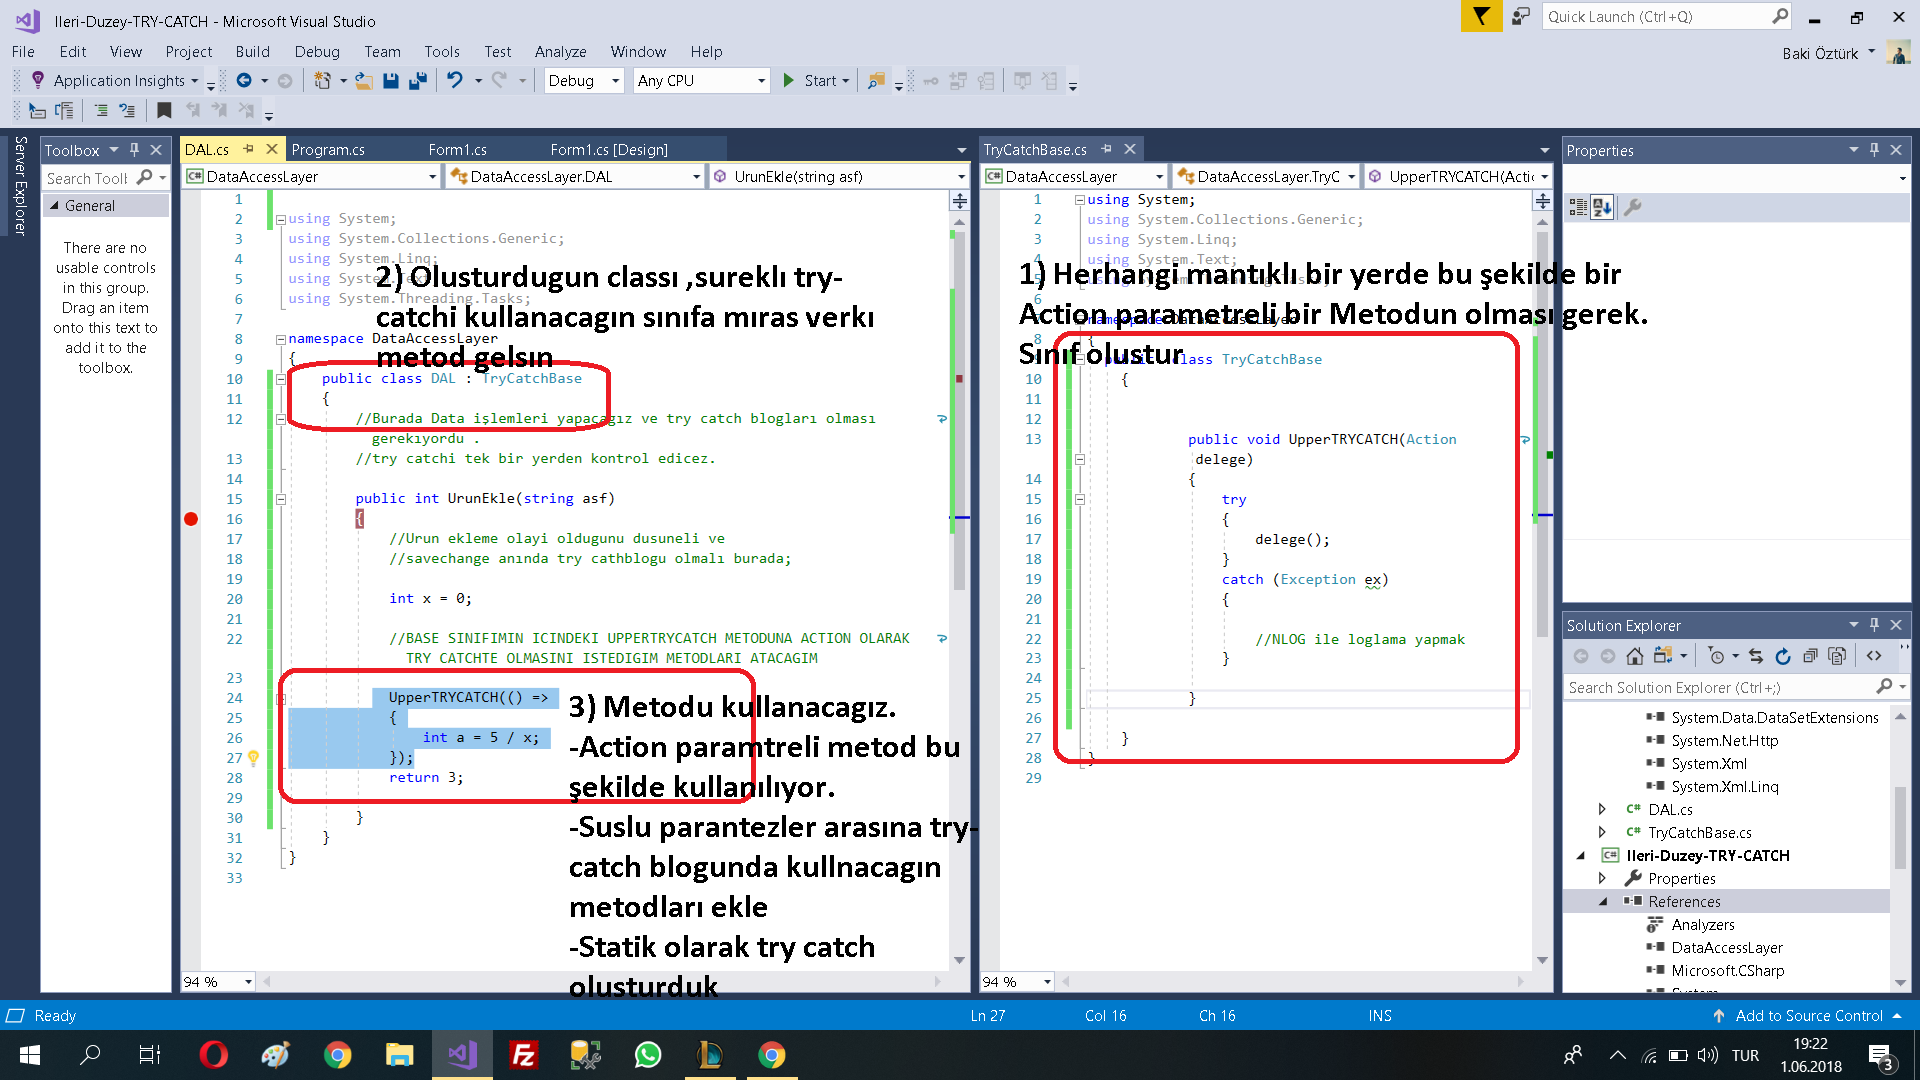 Ileri-Duzey-TRY-CATCH - Microsoft Visual Studio
Quick Launch (Ctrl+Q)
File Edit View Project Build Debug Team Tools Test Analyze Window Help
Baki Öztürk
Application Insights Debug Any CPU Start
Server Explorer
Toolbox
Search Toolt
General
There are no
usable controls
in this group.
Drag an item
onto this text to
add it to the
toolbox.
DAL.cs Program.cs Form1.cs Form1.cs [Design]
DataAccessLayer DataAccessLayer.DAL UrunEkle(string asf)
1
2 using System;
3 using System.Collections.Generic;
4 using System.Linq;
5 using System.Text
6 using System.Threading.Tasks;
7
8 namespace DataAccessLayer
9 {
10 public class DAL : TryCatchBase
11 {
12 //Burada Data işlemleri yapacagız ve try catch blogları olması
gerekıyordu .
13 //try catchi tek bir yerden kontrol edicez.
14
15 public int UrunEkle(string asf)
16 {
17 //Urun ekleme olayi oldugunu dusuneli ve
18 //savechange anında try cathblogu olmalı burada;
19
20 int x = 0;
21
22 //BASE SINIFIMIN ICINDEKI UPPERTRYCATCH METODUNA ACTION OLARAK
TRY CATCHTE OLMASINI ISTEDIGIM METODLARI ATACAGIM
23
24 UpperTRYCATCH(() =>
25 {
26 int a = 5 / x;
27 });
28 return 3;
29
30 }
31 }
32 }
33
94 %
2) Olusturdugun classı ,sureklı try-
catchi kullanacagın sınıfa mıras verkı
metod gelsın
3) Metodu kullanacagız.
-Action paramtreli metod bu
şekilde kullanılıyor.
-Suslu parantezler arasına try-
catch blogunda kullnacagın
metodları ekle
-Statik olarak try catch
olusturduk
TryCatchBase.cs
DataAccessLayer DataAccessLayer.TryC UpperTRYCATCH(Actic
1 using System;
2 using System.Collections.Generic;
3 using System.Linq;
4 using System.Text;
5
6
7 namespace DataAccessLayer
8 {
class TryCatchBase
10 {
11
12
13 public void UpperTRYCATCH(Action
delege)
14 {
15 try
16 {
17 delege();
18 }
19 catch (Exception ex)
20 {
21
22 //NLOG ile loglama yapmak
23 }
24
25 }
26
27 }
28 }
29
94 %
1) Herhangi mantıklı bir yerde bu şekilde bir
Action parametreli bir Metodun olması gerek.
Sınıf olustur
Properties
Solution Explorer
Search Solution Explorer (Ctrl+;)
System.Data.DataSetExtensions
System.Net.Http
System.Xml
System.Xml.Linq
C# DAL.cs
C# TryCatchBase.cs
Ileri-Duzey-TRY-CATCH
Properties
References
Analyzers
DataAccessLayer
Microsoft.CSharp
System
Ready Ln 27 Col 16 Ch 16 INS Add to Source Control
TUR
19:22
1.06.2018
3